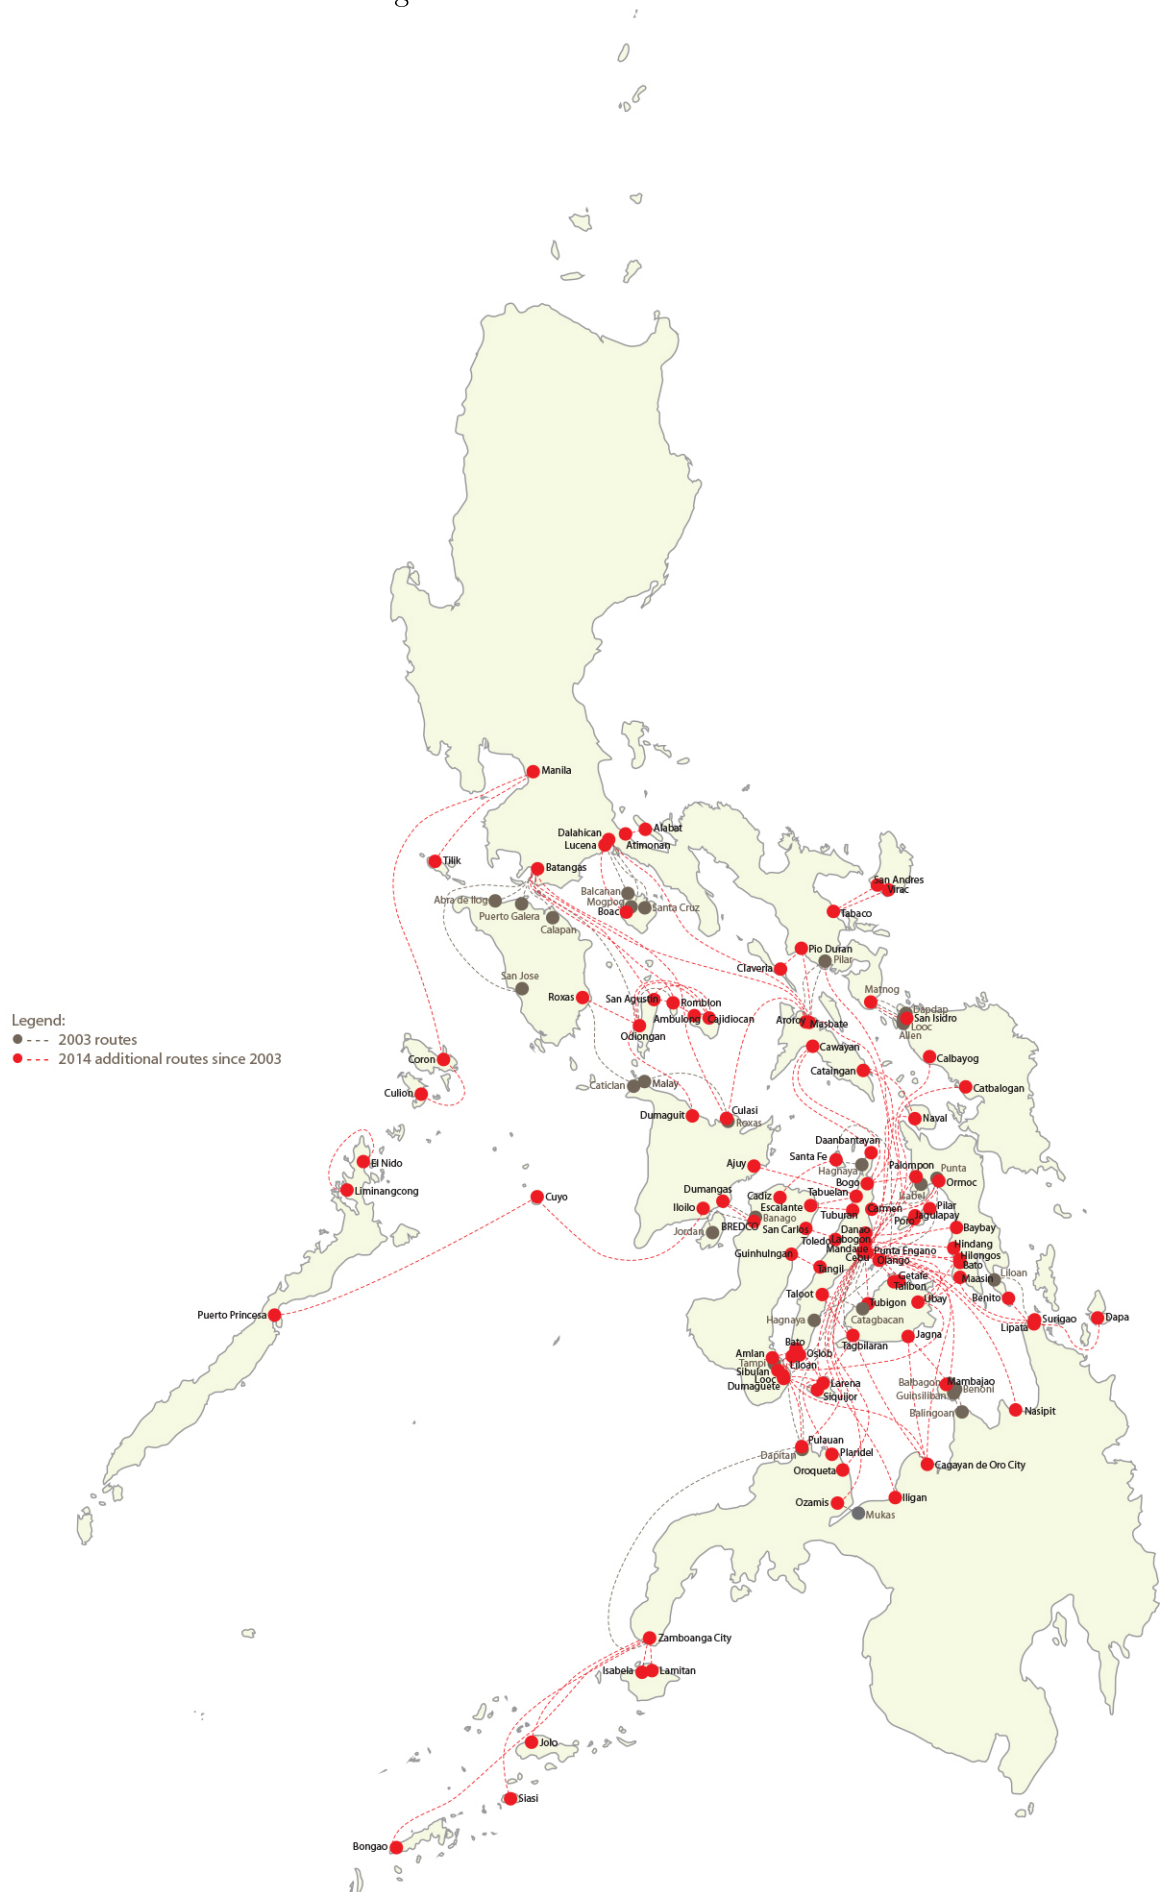 g
Manila
Dalahican
Alabat
Lucena
Atimonan
Tilik
Batangas
San Andres
Virac
Balcanan
Abra de Ilog
Mogpog
Boac
Santa Cruz
Puerto Galera
Tabaco
Calapan
Pio Duran
Pilar
Claveria
San Jose
Matnog
Roxas
San Agustin
Romblon
Dapdap
Legend:
Ambulong
Cajidiocan
Aroroy
Masbate
San Isidro
Looc
2003 routes
Odiongan
Allen
2014 additional routes since 2003
Cawayan
Coron
Calbayog
Cataingan
Caticlan
Malay
Catbalogan
Culion
Dumaguit
Culasi
Roxas
Naval
Daanbantayan
Santa Fe
El Nido
Ajuy
Hagnaya
Palompon
Punta
Liminangcong
Bogo
Isabel
Ormoc
Cuyo
Dumangas
Cadiz
Tabuelan
Iloilo
Escalante
Tuburan
Carmen
Pilar
Jagulapay
Poro
Banago
BREDCO
San Carlos
Jordan
Danao
Baybay
Toledo
Labogon
Mandaue
Punta Engano
Hindang
Guinhulngan
Cebu
Olango
Hilongos
Bato
Tangil
Getafe
Maasin
Liloan
Talibon
Taloot
Tubigon
Ubay
Benito
Puerto Princesa
Hagnaya
Catagbacan
Surigao
Dapa
Lipata
Tagbilaran
Jagna
Bato
Amlan
Oslob
Tampi
Liloan
Sibulan
Looc
Dumaguete
Larena
Siquijor
Balbagon
Mambajao
Benoni
Guinsiliban
Balingoan
Nasipit
Pulauan
Dapitan
Plaridel
Oroqueta
Cagayan de Oro City
Ozamis
Iligan
Mukas
Zamboanga City
Isabela
Lamitan
Jolo
Siasi
Bongao